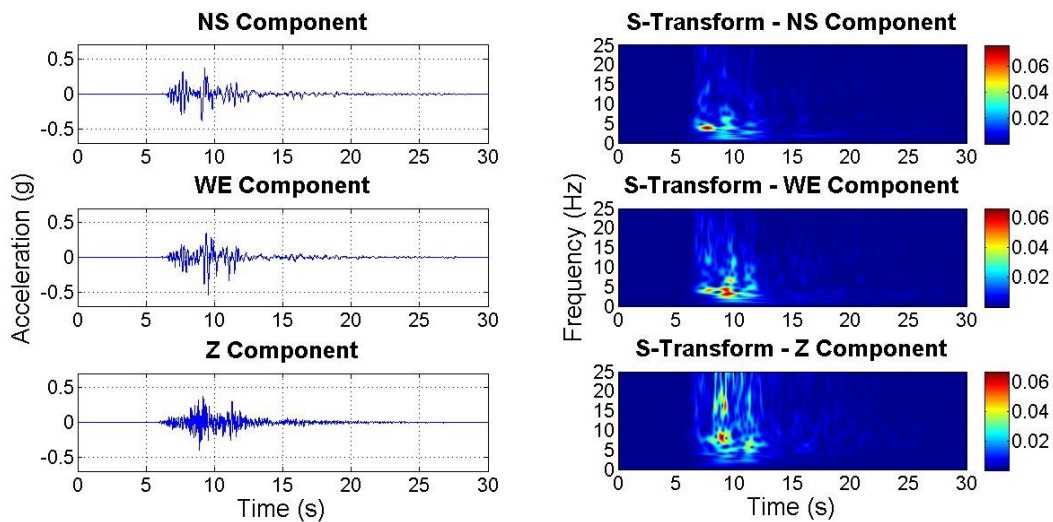 NS Component
0.5
0
-0.5
0 5 10 15 20 25 30
WE Component
0.5
0
-0.5
0 5 10 15 20 25 30
Z Component
0.5
0
-0.5
0 5 10 15 20 25 30
Acceleration (g)
Time (s)
S-Transform - NS Component
25
20
15
10
5
0
0 5 10 15 20 25 30
0.06
0.04
0.02
S-Transform - WE Component
25
20
15
10
5
0
0 5 10 15 20 25 30
0.06
0.04
0.02
S-Transform - Z Component
25
20
15
10
5
0
0 5 10 15 20 25 30
0.06
0.04
0.02
Frequency (Hz)
Time (s)